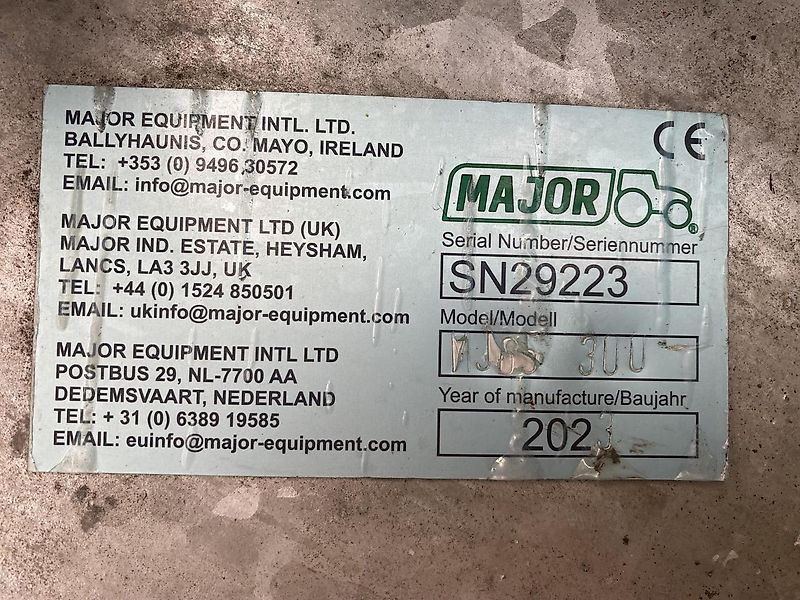 MAJOR EQUIPMENT INTL. LTD.
BALLYHAUNIS, CO. MAYO, IRELAND
TEL: +353 (0) 9496 30572
EMAIL: info@major-equipment.com
MAJOR EQUIPMENT LTD (UK)
MAJOR IND. ESTATE, HEYSHAM,
LANCS, LA3 3JJ, UK
TEL: +44 (0) 1524 850501
EMAIL: ukinfo@major-equipment.com
MAJOR EQUIPMENT INTL LTD
POSTBUS 29, NL-7700 AA
DEDEMSVAART, NEDERLAND
TEL: + 31 (0) 6389 19585
EMAIL: euinfo@major-equipment.com
CE
MAJOR
®
Serial Number/Seriennummer
SN29223
Model/Modell
300
Year of manufacture/Baujahr
2023